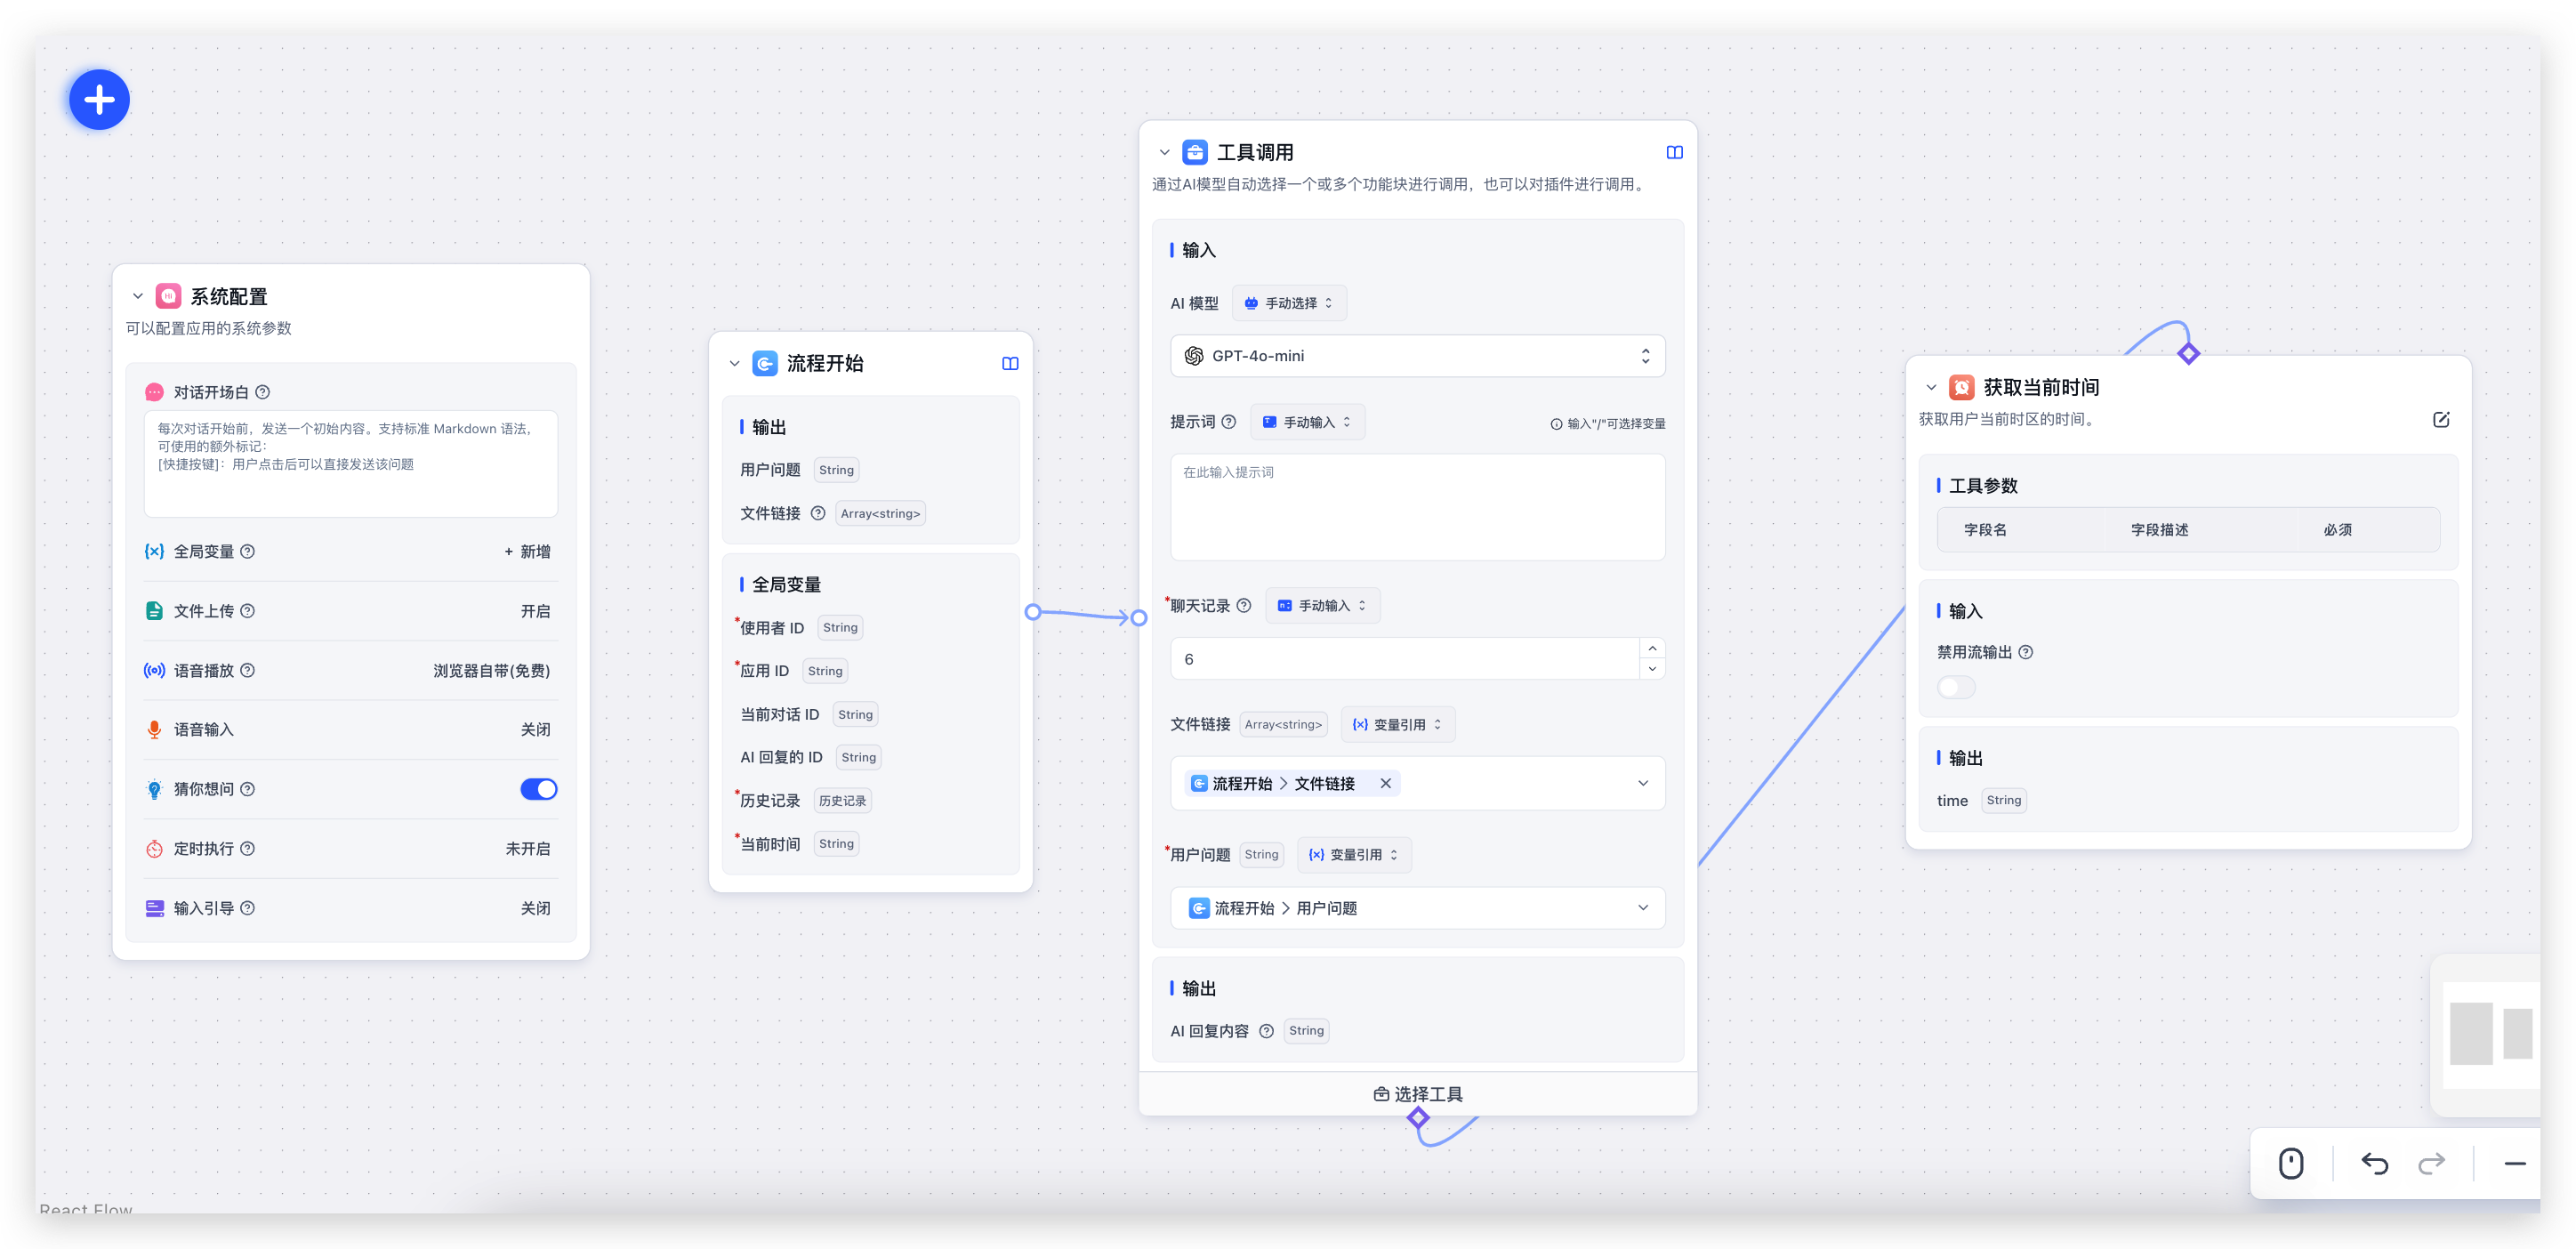 系统配置
可以配置应用的系统参数
对话开场白
每次对话开始前，发送一个初始内容。支持标准 Markdown 语法，
可使用的额外标记：
[快捷按键]：用户点击后可以直接发送该问题
全局变量 + 新增
文件上传 开启
语音播放 浏览器自带(免费)
语音输入 关闭
猜你想问
定时执行 未开启
输入引导 关闭
流程开始
输出
用户问题 String
文件链接 Array<string>
全局变量
*使用者 ID String
*应用 ID String
当前对话 ID String
AI 回复的 ID String
*历史记录 历史记录
*当前时间 String
工具调用
通过AI模型自动选择一个或多个功能块进行调用，也可以对插件进行调用。
输入
AI 模型 手动选择
GPT-4o-mini
提示词 手动输入 输入"/"可选择变量
在此输入提示词
*聊天记录 手动输入
6
文件链接 Array<string> 变量引用
流程开始 > 文件链接
*用户问题 String 变量引用
流程开始 > 用户问题
输出
AI 回复内容 String
选择工具
获取当前时间
获取用户当前时区的时间。
工具参数
字段名 字段描述 必须
输入
禁用流输出
输出
time String
React Flow